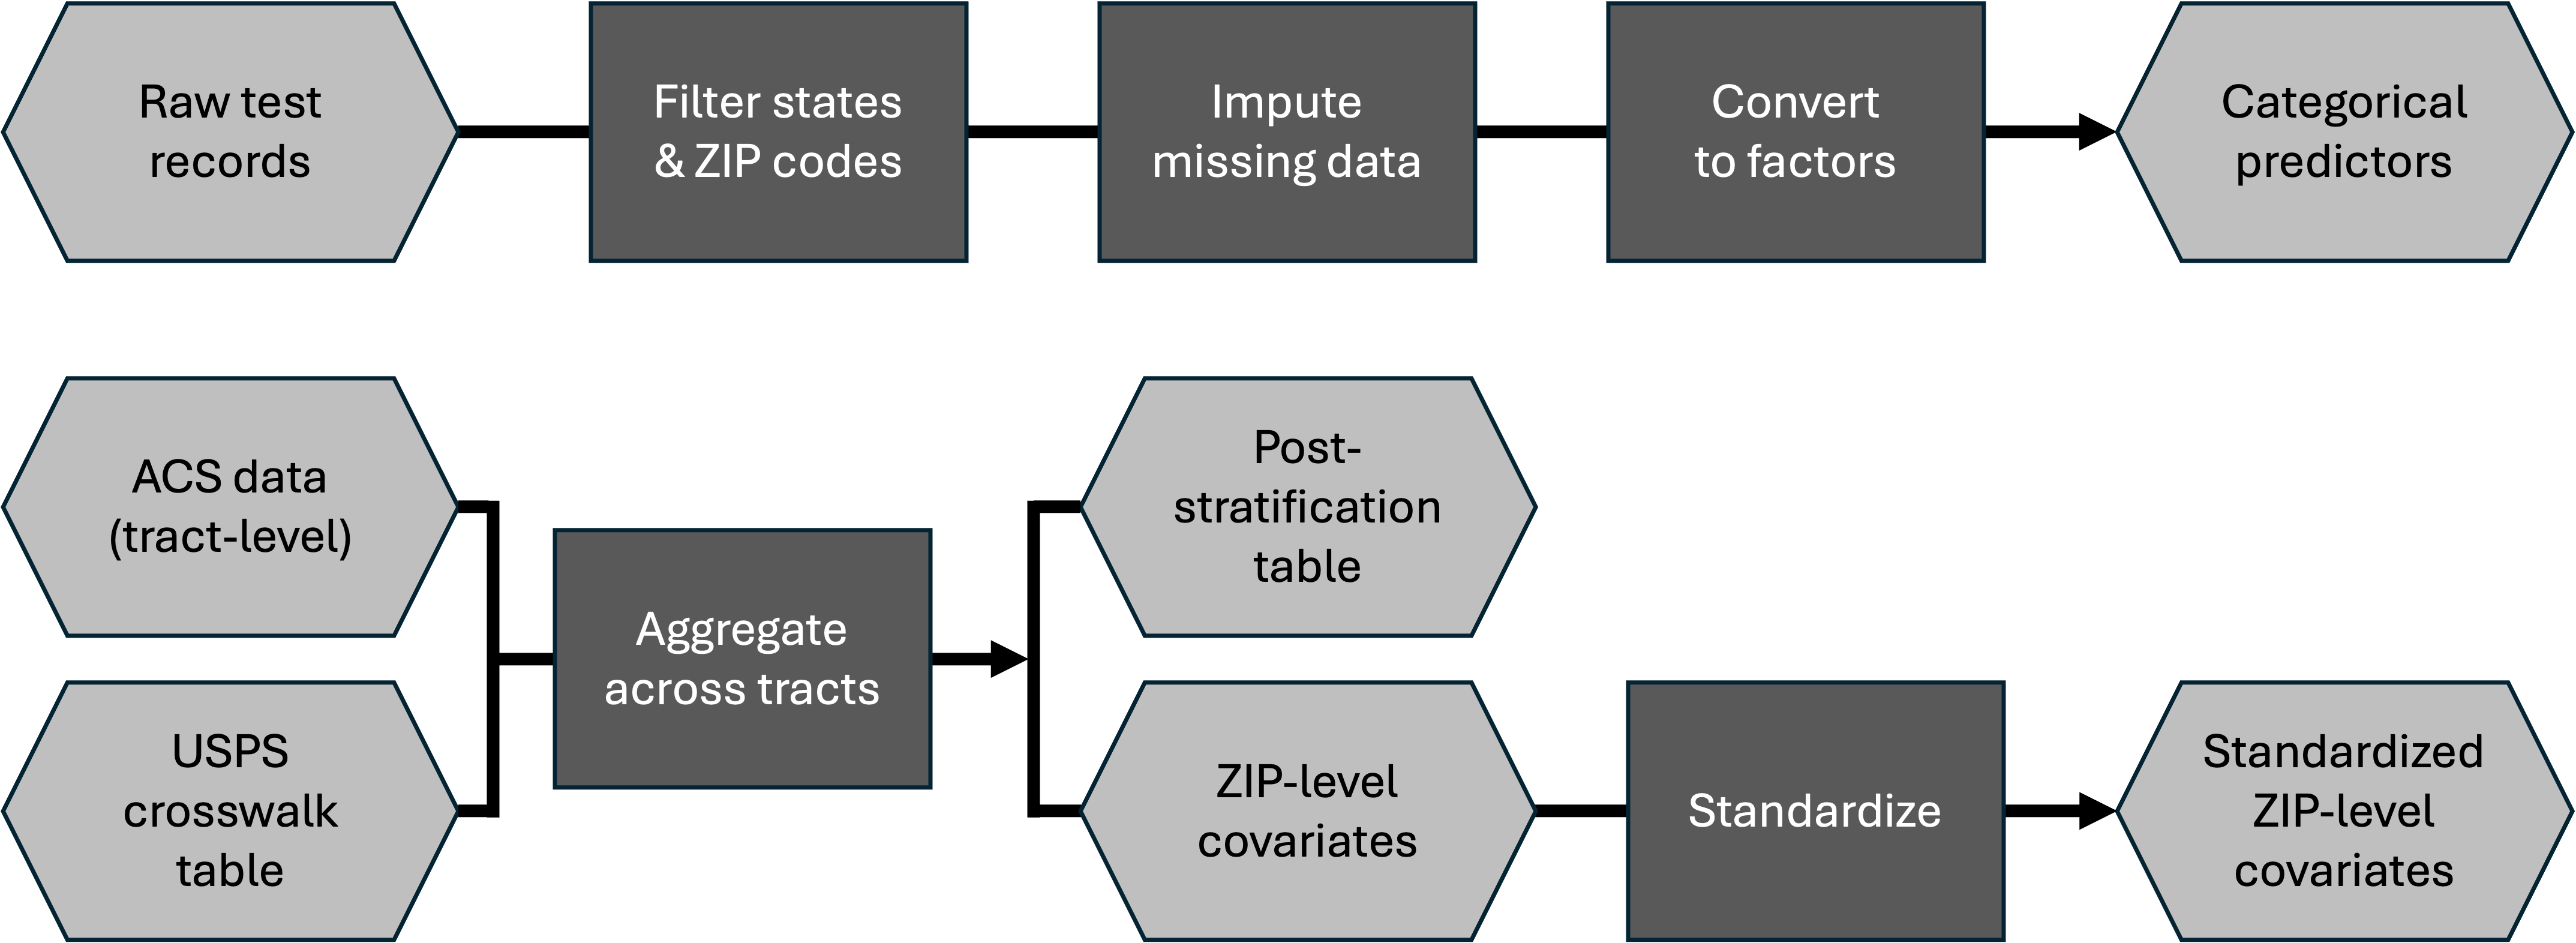 Raw test
records
Filter states
& ZIP codes
Impute
missing data
Convert
to factors
Categorical
predictors
ACS data
(tract-level)
USPS
crosswalk
table
Aggregate
across tracts
Post-
stratification
table
ZIP-level
covariates
Standardize
Standardized
ZIP-level
covariates